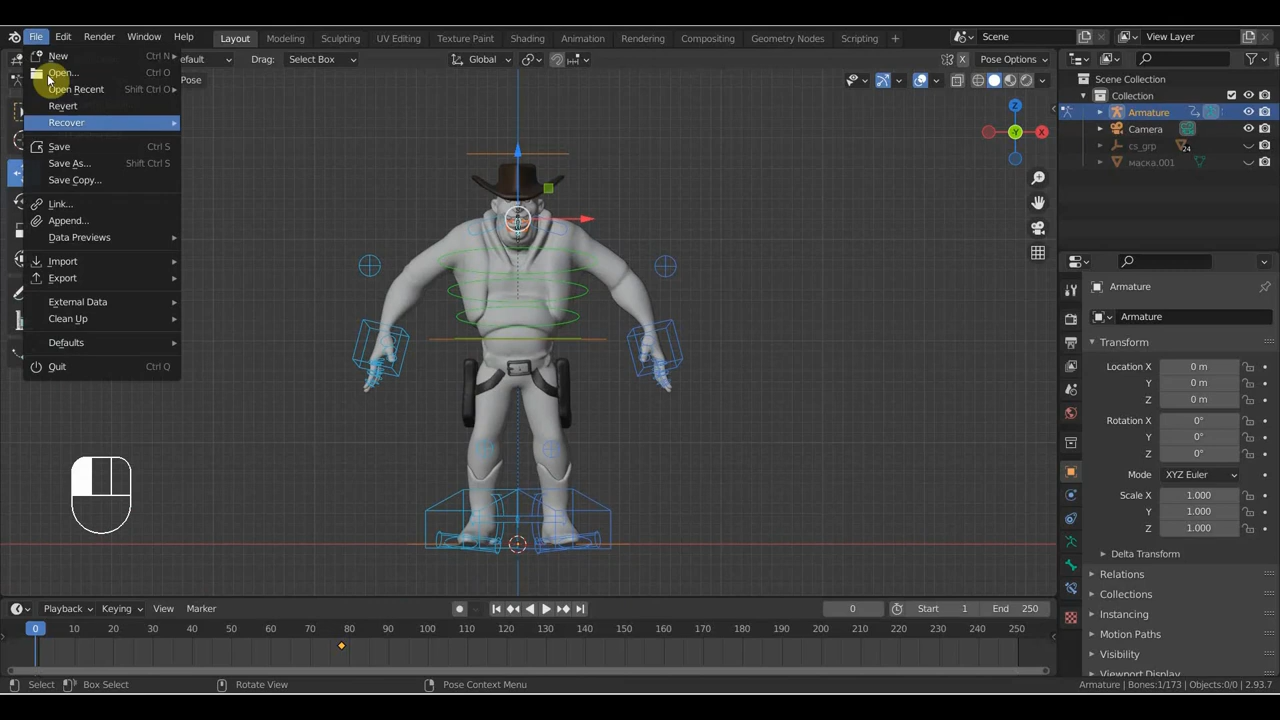 File Edit Render Window Help Layout Modeling Sculpting UV Editing Texture Paint Shading Animation Rendering Compositing Geometry Nodes Scripting Scene View Layer
efault Drag: Select Box Global X Pose Options
Pose
New Ctrl N
Open... Ctrl O
Open Recent Shift Ctrl O
Revert
Recover
Save Ctrl S
Save As... Shift Ctrl S
Save Copy...
Link...
Append...
Data Previews
Import
Export
External Data
Clean Up
Defaults
Quit Ctrl Q
Z
X
-Y
Scene Collection
Collection
Armature
Camera
cs_grp 24
маска.001
Armature
Armature
Transform
Location X 0 m
Y 0 m
Z 0 m
Rotation X 0°
Y 0°
Z 0°
Mode XYZ Euler
Scale X 1.000
Y 1.000
Z 1.000
Delta Transform
Relations
Collections
Instancing
Motion Paths
Visibility
Viewport Display
Playback Keying View Marker 0 Start 1 End 250
0 10 20 30 40 50 60 70 80 90 100 110 120 130 140 150 160 170 180 190 200 210 220 230 240 250
Select Box Select Rotate View Pose Context Menu Armature | Bones:1/173 | Objects:0/0 | 2.93.7